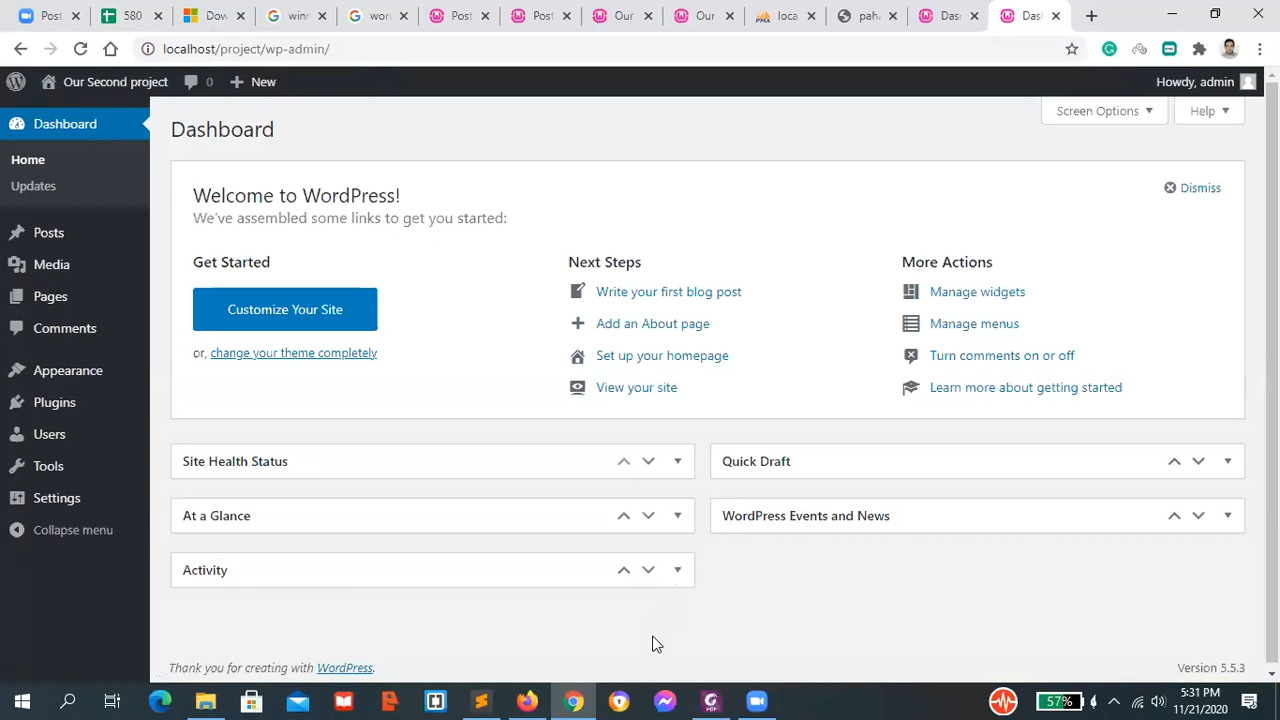 Post
580
Dow
winr
wor
Post
Pos
Our
Our
loca
paha
Das
Das
localhost/project/wp-admin/
Our Second project
0
New
Howdy, admin
Dashboard
Home
Updates
Posts
Media
Pages
Comments
Appearance
Plugins
Users
Tools
Settings
Collapse menu
Dashboard
Screen Options
Help
Welcome to WordPress!
We've assembled some links to get you started:
Dismiss
Get Started
Customize Your Site
or, change your theme completely
Next Steps
Write your first blog post
Add an About page
Set up your homepage
View your site
More Actions
Manage widgets
Manage menus
Turn comments on or off
Learn more about getting started
Site Health Status
Quick Draft
At a Glance
WordPress Events and News
Activity
Thank you for creating with WordPress.
Version 5.5.3
57%
5:31 PM
11/21/2020